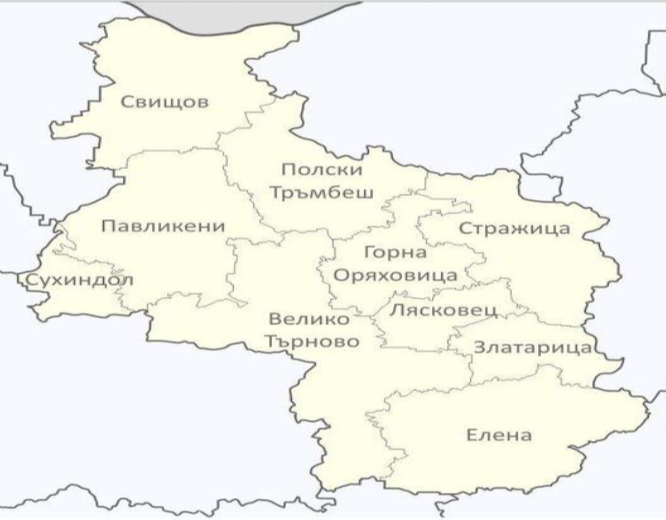 Свищов
Полски
Тръмбеш
Павликени
Стражица
Горна
Оряховица
Сухиндол
Лясковец
Велико
Търново
Златарица
Елена